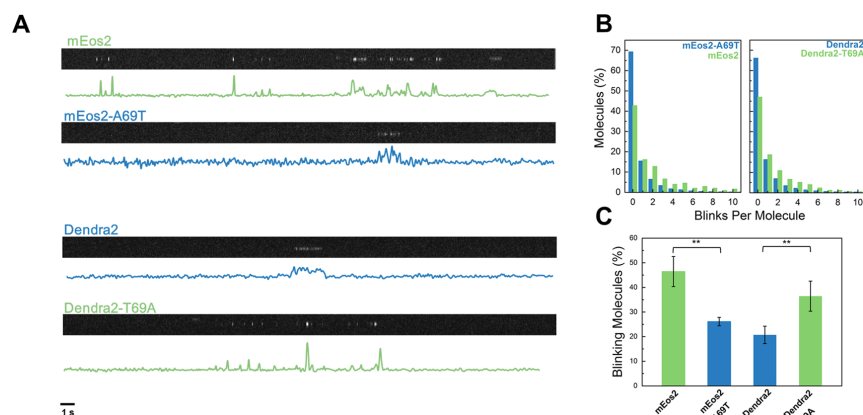 A
mEos2
mEos2-A69T
Dendra2
Dendra2-T69A
1 s
B
mEos2-A69T
mEos2
Dendra2
Dendra2-T69A
Molecules (%)
70
60
50
40
30
20
10
0
0 2 4 6 8 10
0 2 4 6 8 10
Blinks Per Molecule
C
Blinking Molecules (%)
60
50
40
30
20
10
0
**
**
mEos2
mEos2
Dendra2
Dendra2